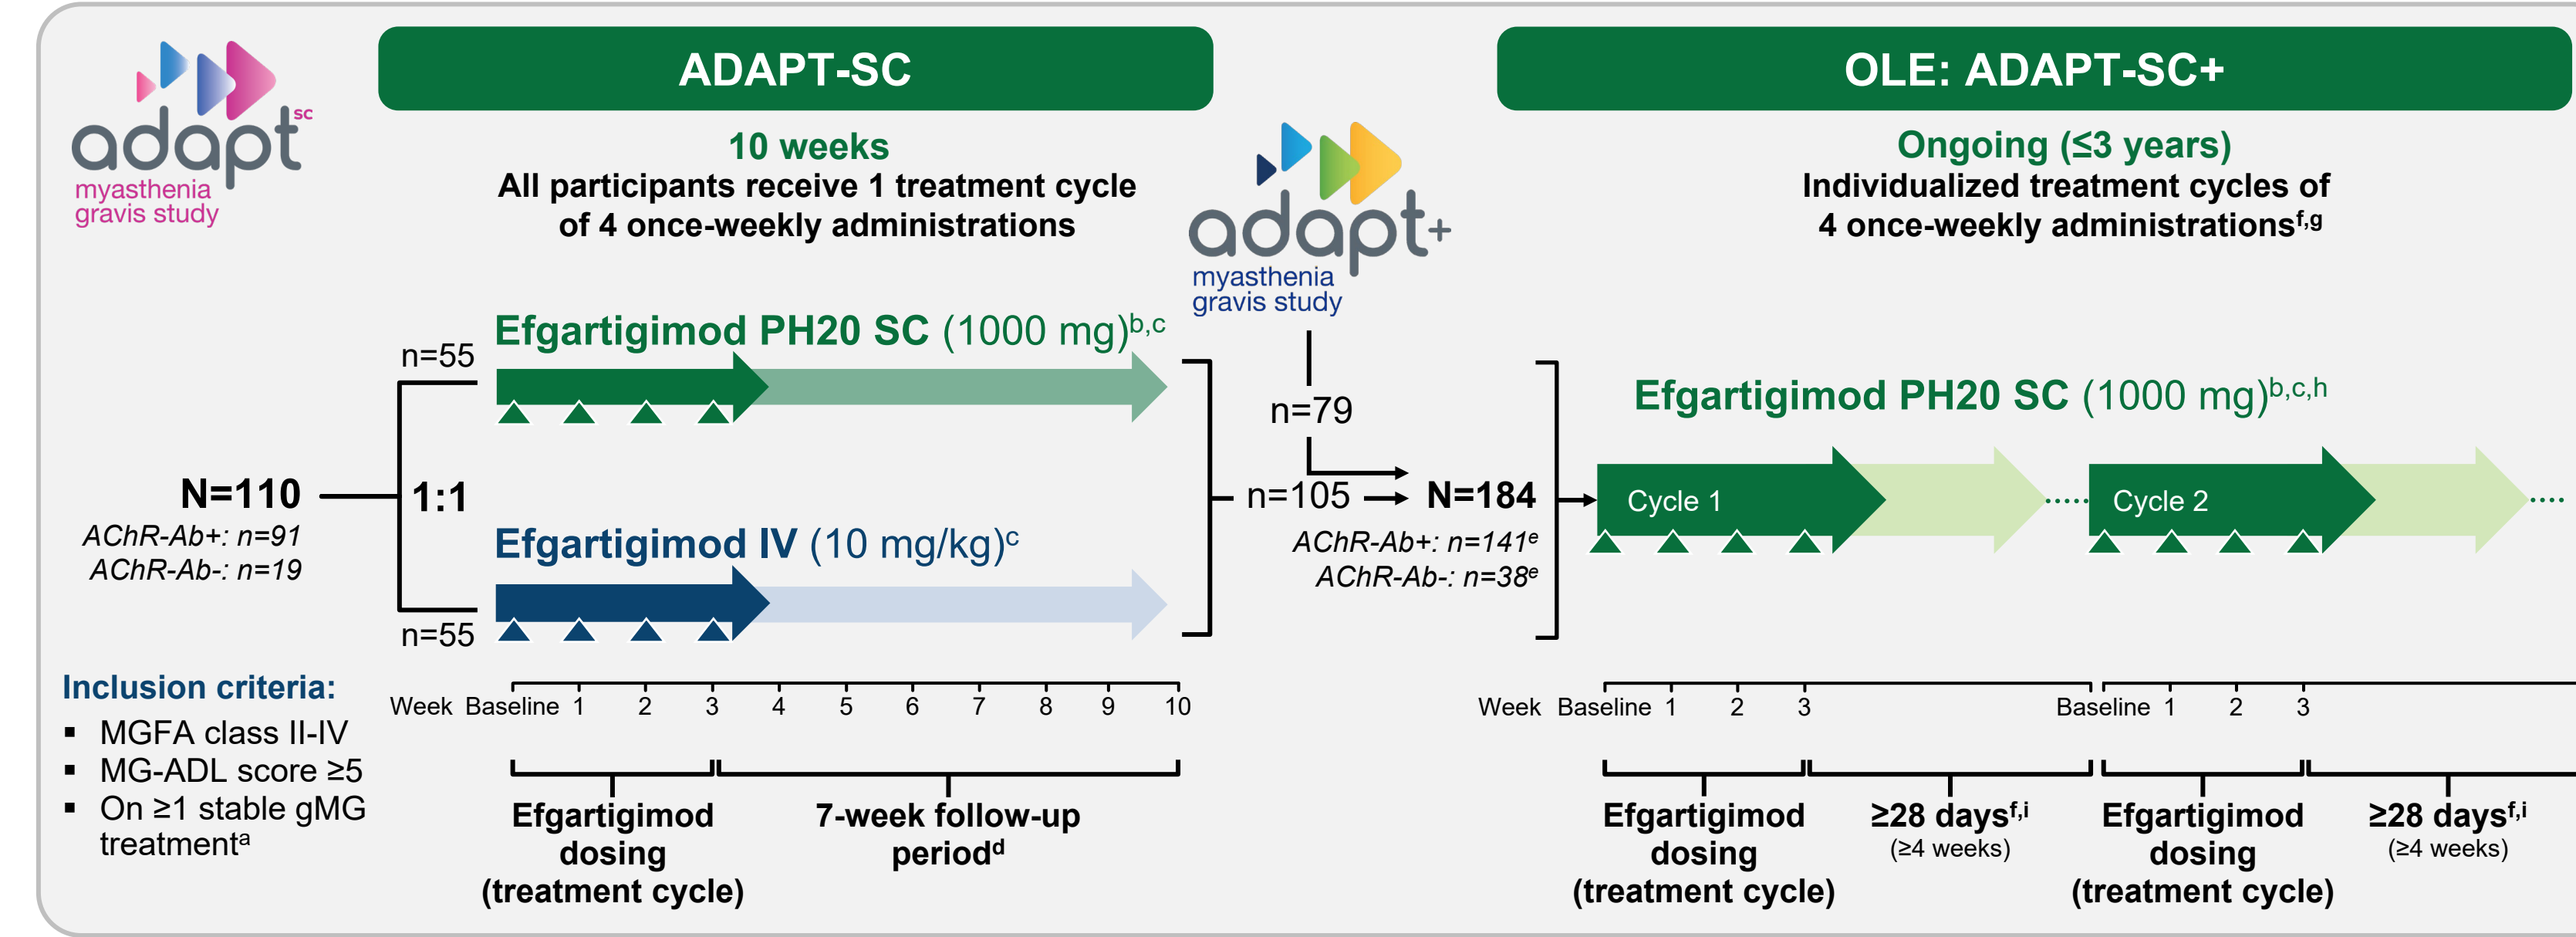 adapt SC
myasthenia
gravis study
ADAPT-SC
10 weeks
All participants receive 1 treatment cycle
of 4 once-weekly administrations
adapt+
myasthenia
gravis study
OLE: ADAPT-SC+
Ongoing (≤3 years)
Individualized treatment cycles of
4 once-weekly administrationsf,g
N=110
AChR-Ab+: n=91
AChR-Ab-: n=19
1:1
n=55
Efgartigimod PH20 SC (1000 mg)b,c
Efgartigimod IV (10 mg/kg)c
n=55
n=79
n=105
N=184
AChR-Ab+: n=141e
AChR-Ab-: n=38e
Efgartigimod PH20 SC (1000 mg)b,c,h
Cycle 1
Cycle 2
Inclusion criteria:
▪ MGFA class II-IV
▪ MG-ADL score ≥5
▪ On ≥1 stable gMG
treatmenta
Week Baseline 1 2 3 4 5 6 7 8 9 10
Efgartigimod
dosing
(treatment cycle)
7-week follow-up
periodd
Week Baseline 1 2 3 Baseline 1 2 3
Efgartigimod
dosing
(treatment cycle)
≥28 daysf,i
(≥4 weeks)
Efgartigimod
dosing
(treatment cycle)
≥28 daysf,i
(≥4 weeks)